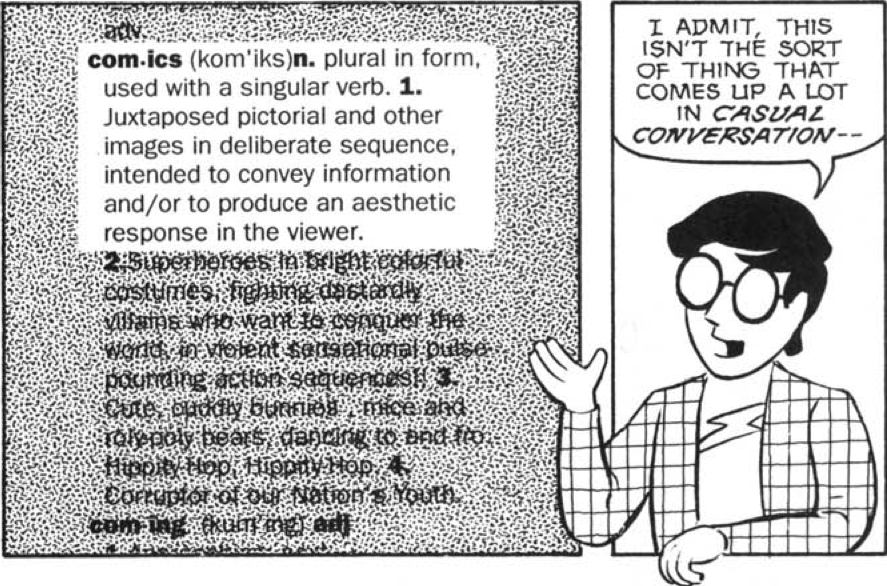 adv.
com·ics (kom'iks)n. plural in form,
used with a singular verb. 1.
Juxtaposed pictorial and other
images in deliberate sequence,
intended to convey information
and/or to produce an aesthetic
response in the viewer.
2.Superheroes in bright colorful
costumes, fighting dastardly
villains who want to conquer the
world, in violent sensational pulse-
pounding action sequences!! 3.
Cute, cuddly bunnies , mice and
roly-poly bears, dancing to and fro.
Hippity Hop, Hippity Hop. 4.
Corruptor of our Nation's Youth.
com·ing (kum'ing) adj
I ADMIT, THIS
ISN'T THE SORT
OF THING THAT
COMES UP A LOT
IN CASUAL
CONVERSATION--